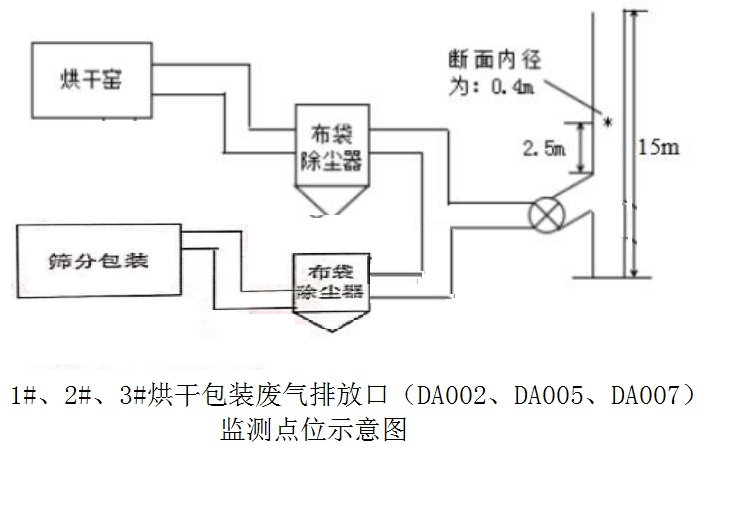 烘干窑
断面内径
为：0.4m
布袋
除尘器
2.5m
15m
筛分包装
布袋
除尘器
1#、2#、3#烘干包装废气排放口（DA002、DA005、DA007）
监测点位示意图